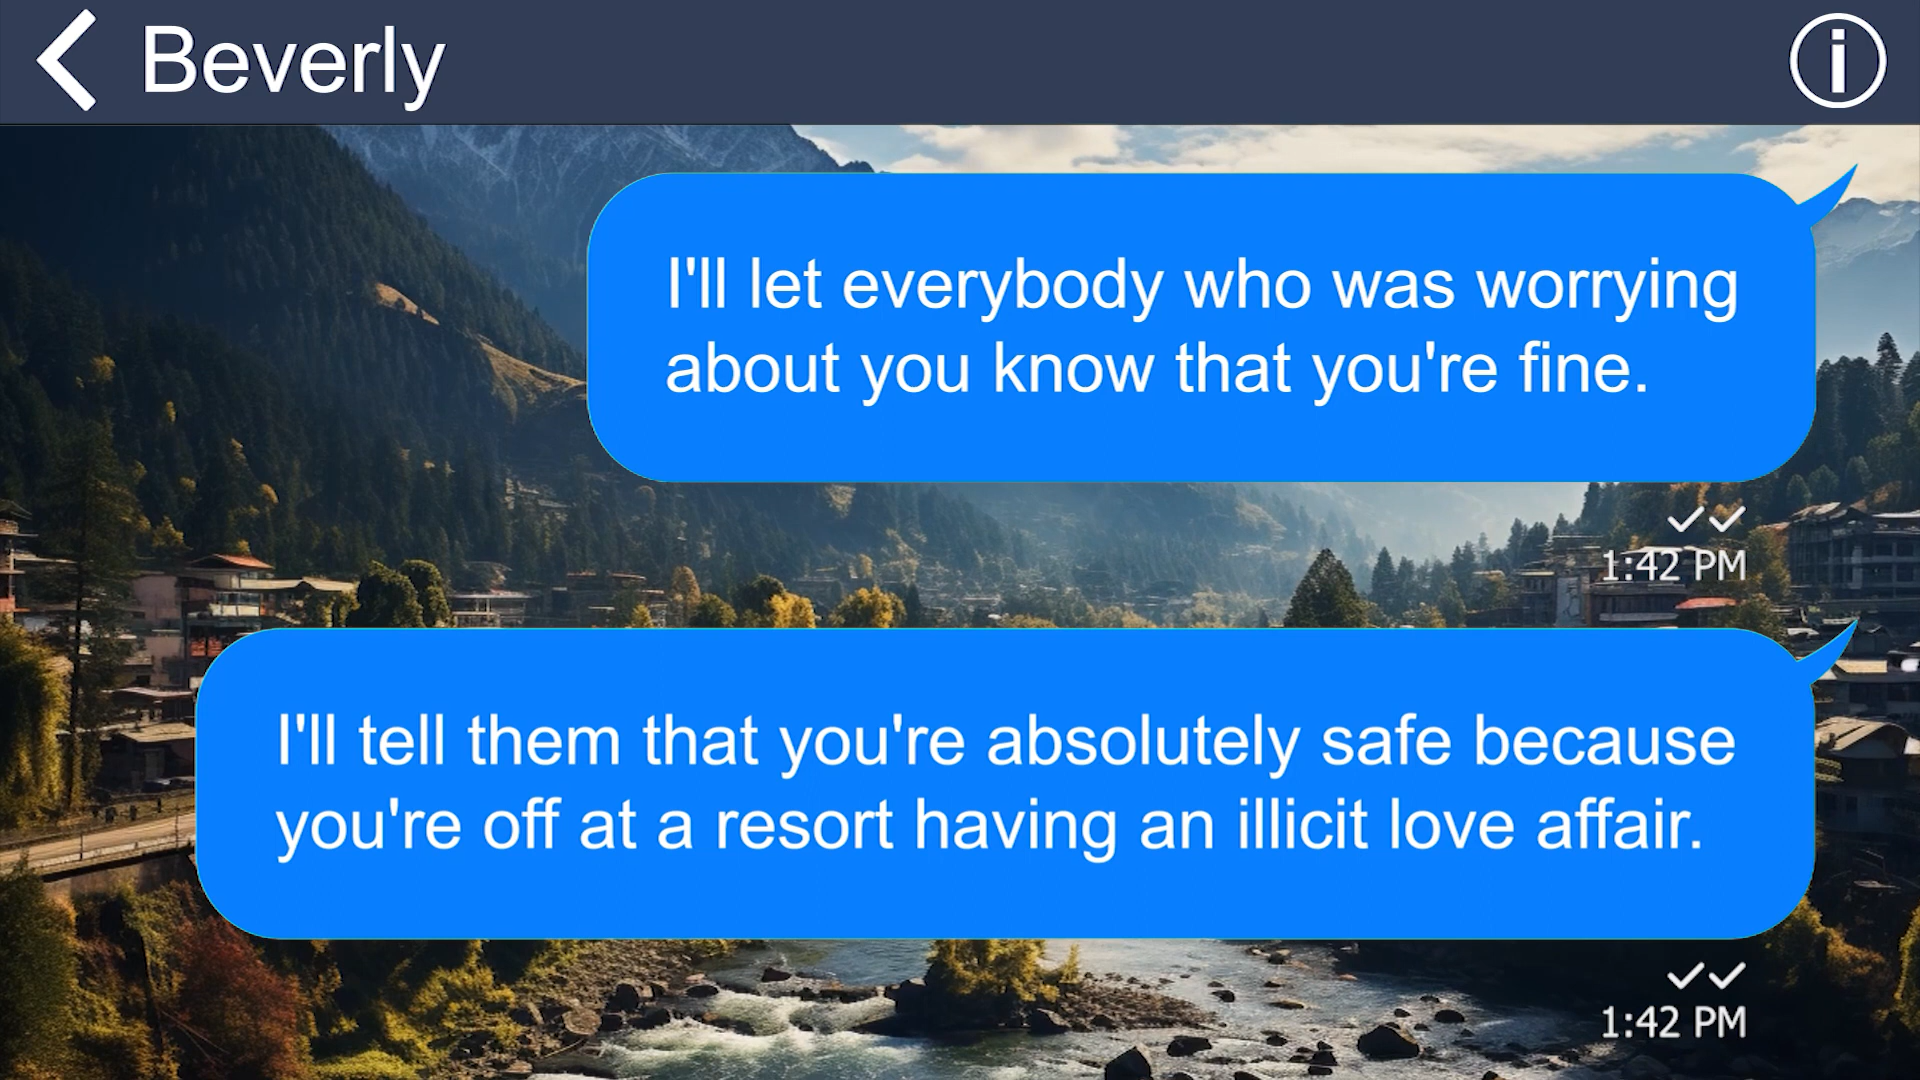 Beverly
I'll let everybody who was worrying
about you know that you're fine.
1:42 PM
I'll tell them that you're absolutely safe because
you're off at a resort having an illicit love affair.
1:42 PM